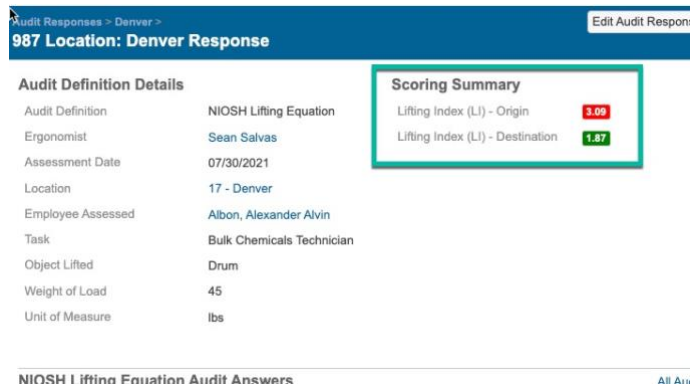 Audit Responses > Denver >
Edit Audit Respons
987 Location: Denver Response
Audit Definition Details
Scoring Summary
Audit Definition NIOSH Lifting Equation
Lifting Index (LI) - Origin 3.09
Ergonomist Sean Salvas
Lifting Index (LI) - Destination 1.87
Assessment Date 07/30/2021
Location 17 - Denver
Employee Assessed Albon, Alexander Alvin
Task Bulk Chemicals Technician
Object Lifted Drum
Weight of Load 45
Unit of Measure lbs
NIOSH Lifting Equation Audit Answers
All Au